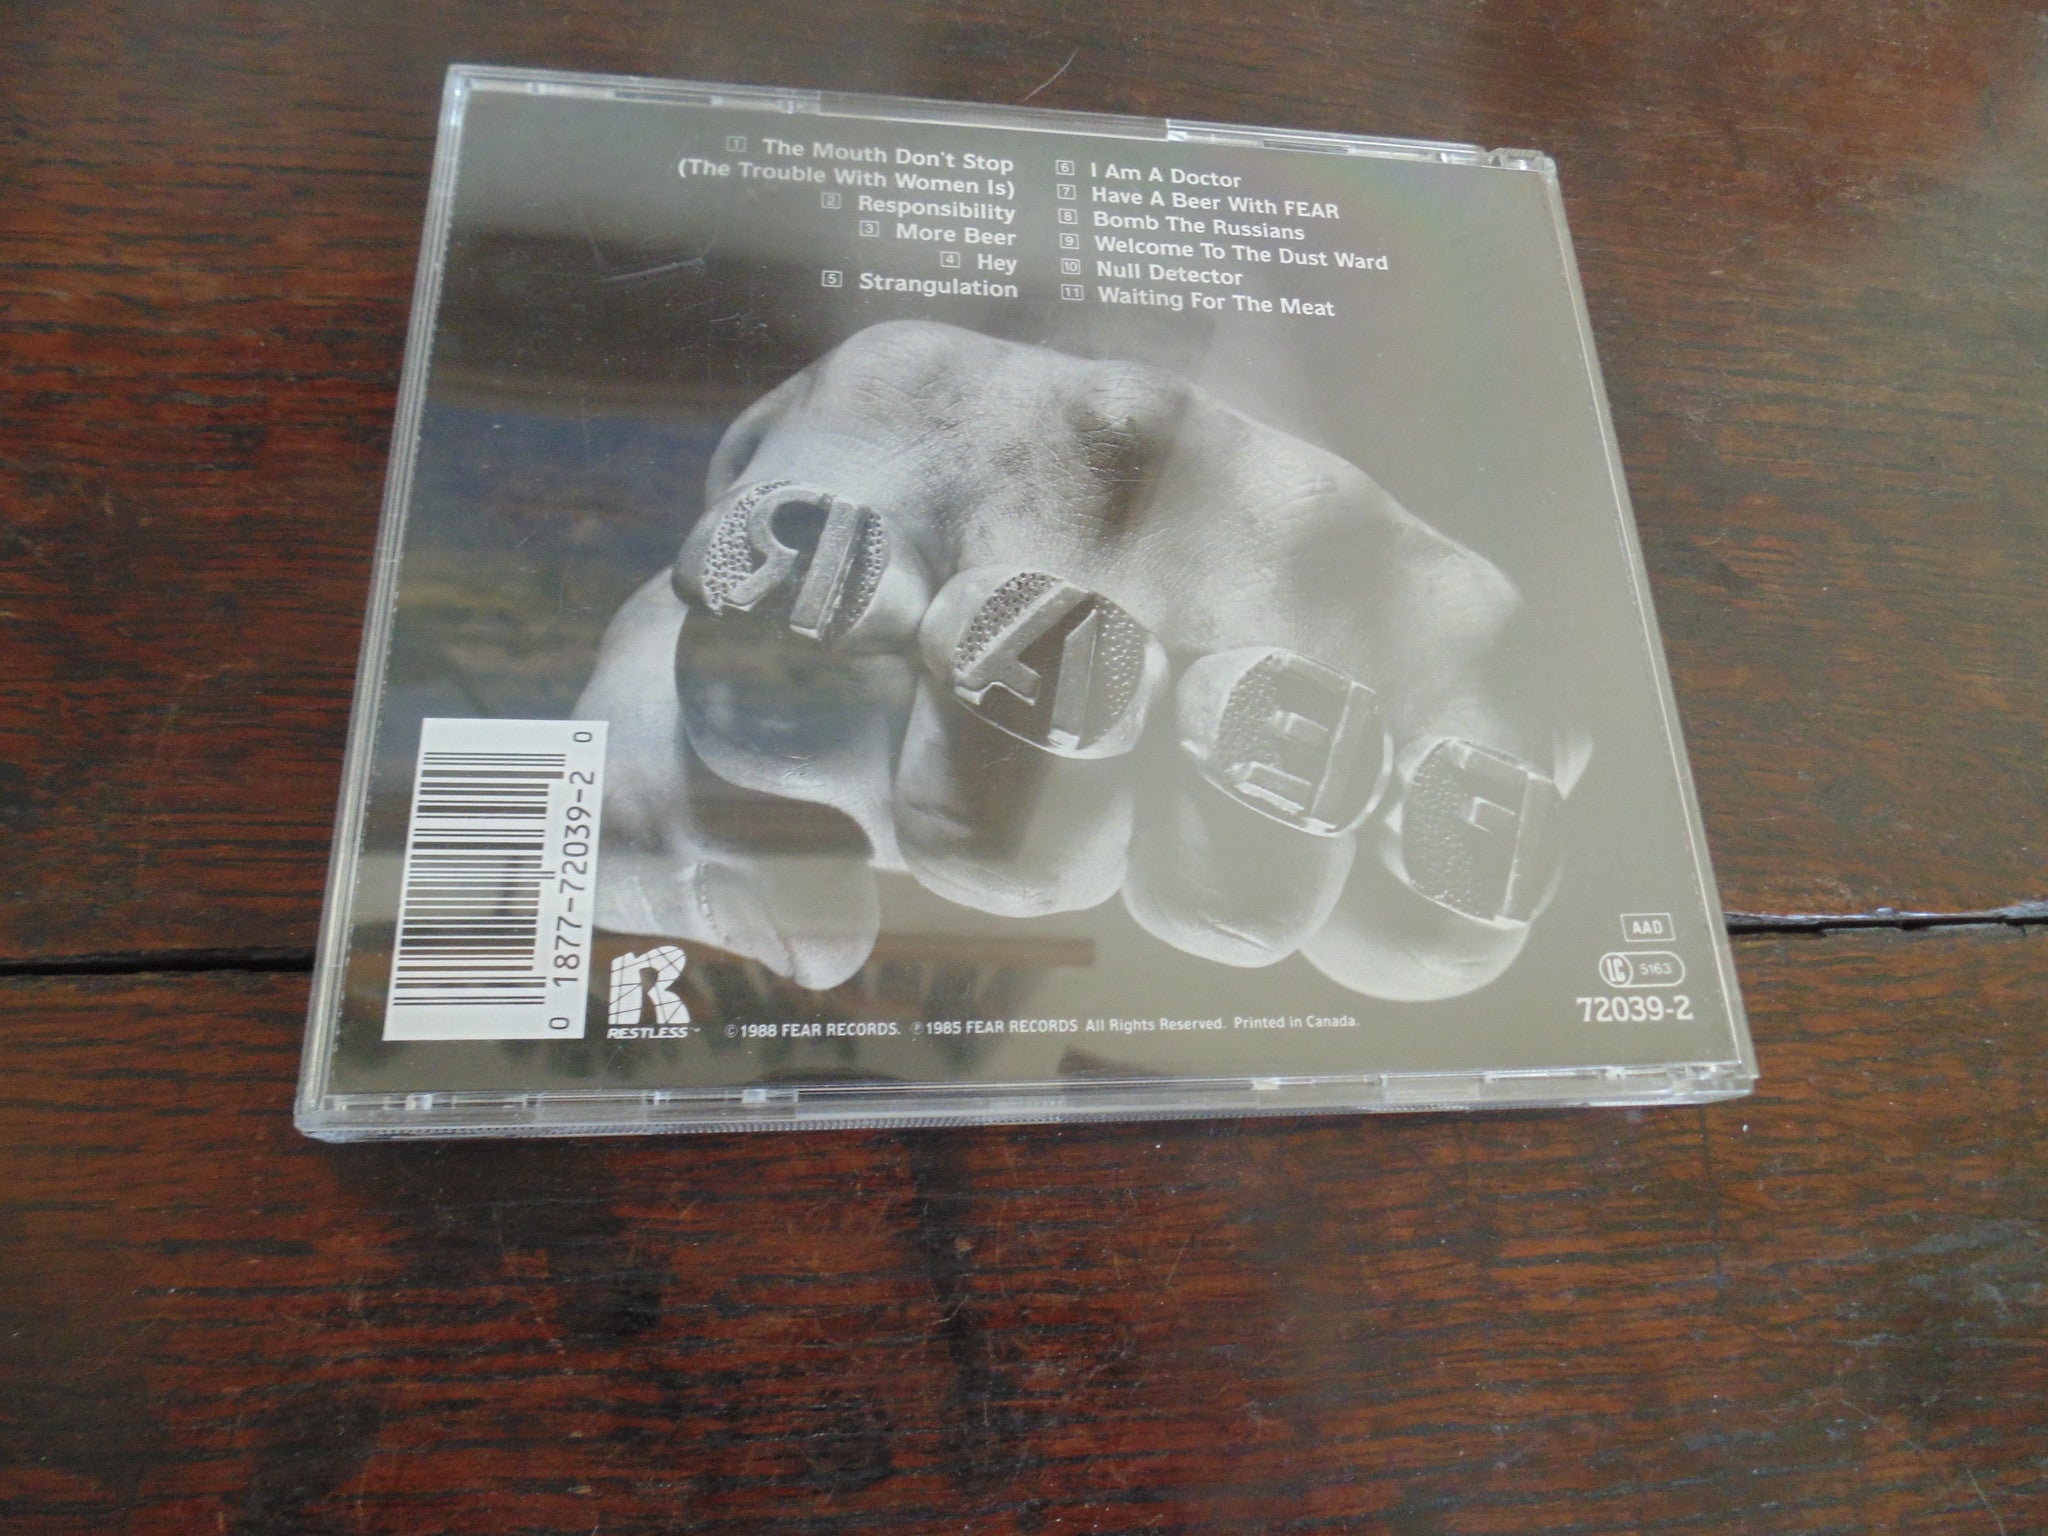 1 The Mouth Don't Stop
(The Trouble With Women Is)
2 Responsibility
3 More Beer
4 Hey
5 Strangulation
6 I Am A Doctor
7 Have A Beer With FEAR
8 Bomb The Russians
9 Welcome To The Dust Ward
10 Null Detector
11 Waiting For The Meat
R A E F
0 1877-72039-2 0
R
RESTLESS™
©1988 FEAR RECORDS. ℗1985 FEAR RECORDS All Rights Reserved. Printed in Canada.
AAD
LC 5163
72039-2